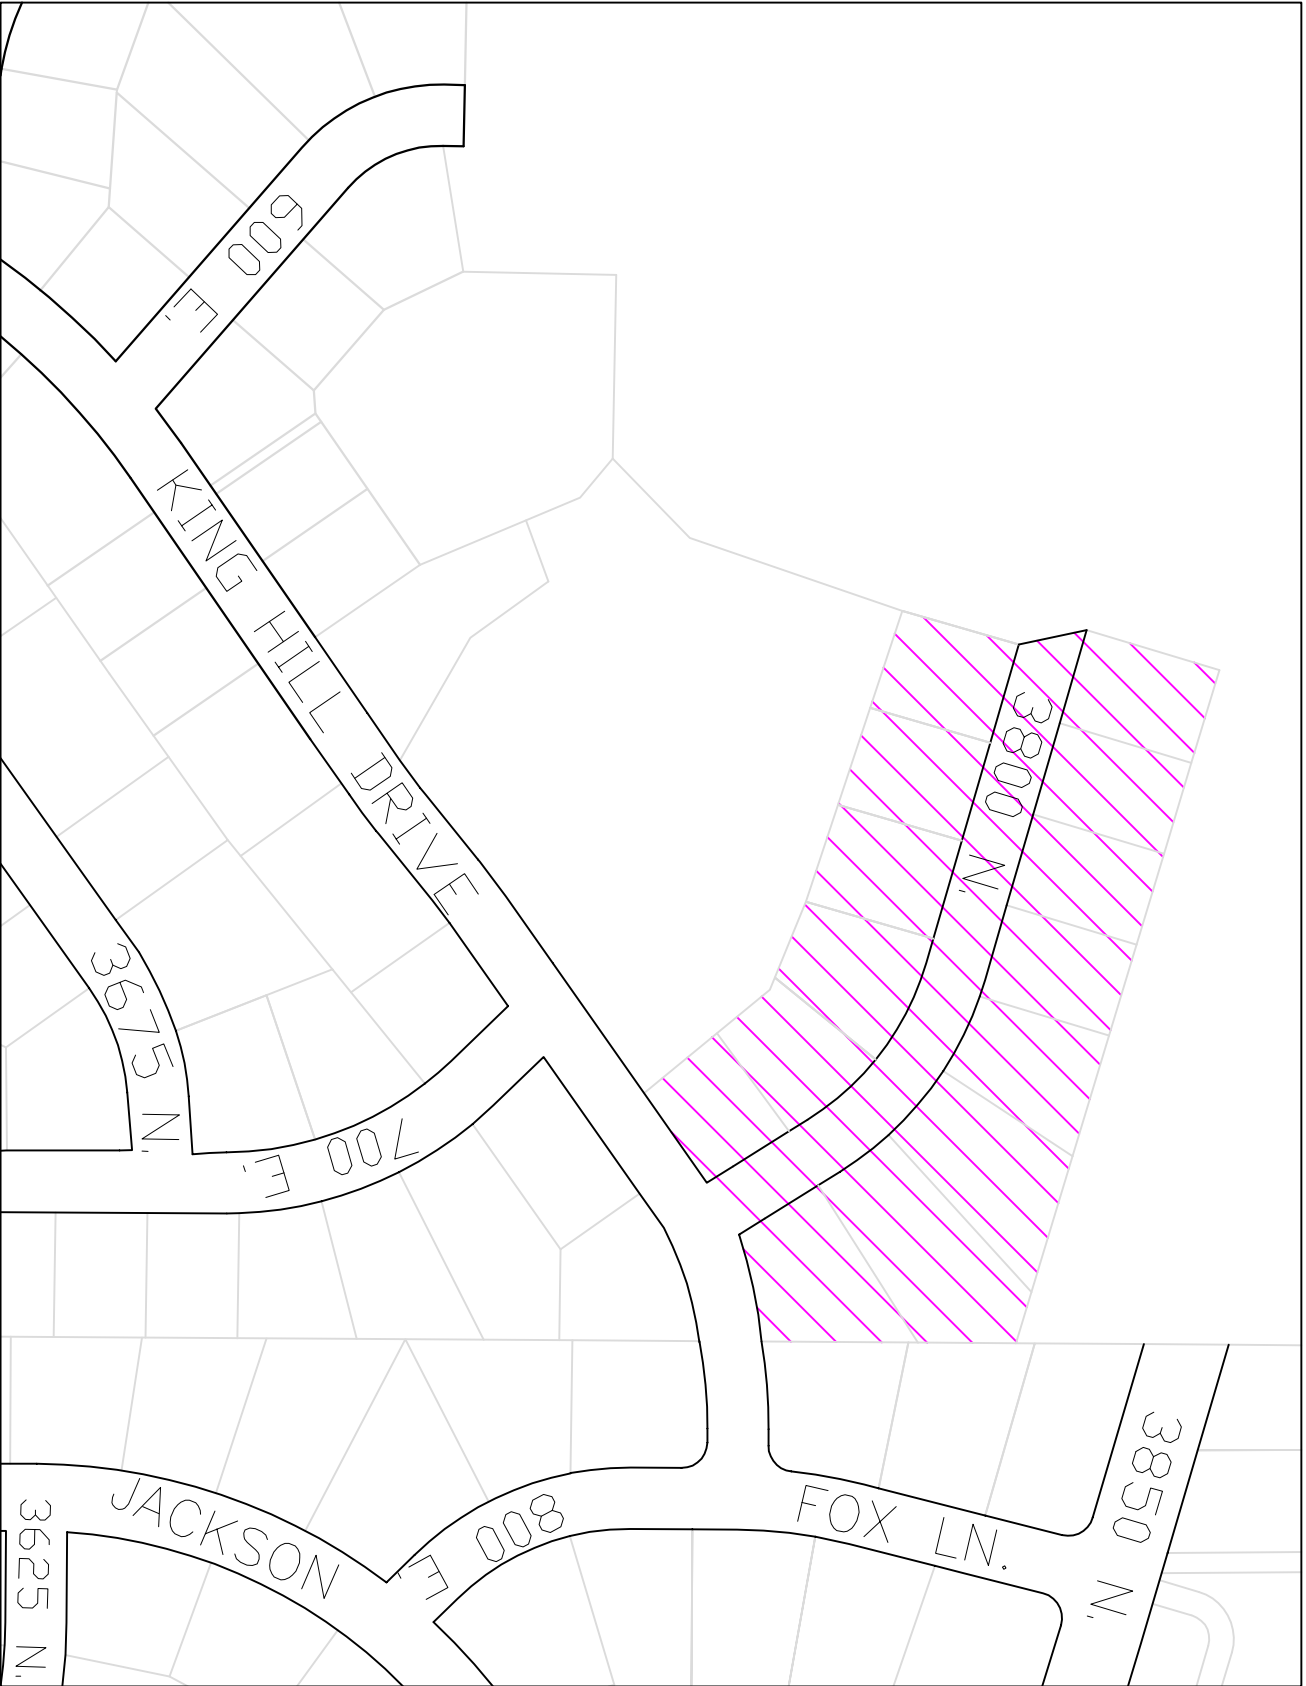 600 E.
KING HILL DRIVE
3800 N.
3675 N.
700 E.
3850 N.
JACKSON
800 E.
FOX LN.
3625 N.